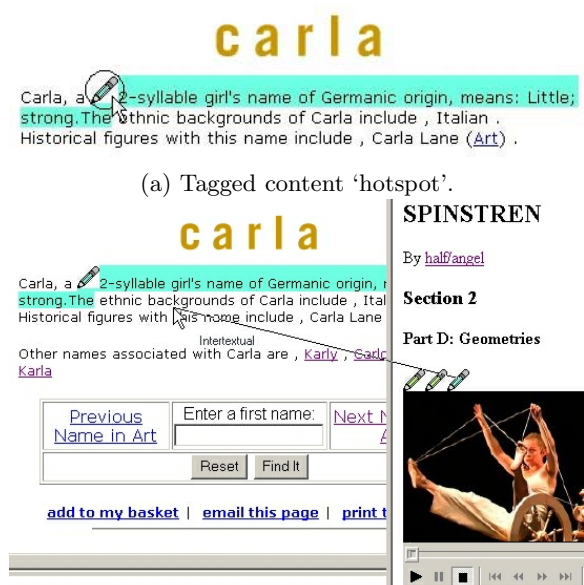 carla
Carla, a 2-syllable girl's name of Germanic origin, means: Little;
strong.The ethnic backgrounds of Carla include , Italian .
Historical figures with this name include , Carla Lane (Art) .
(a) Tagged content ‘hotspot’.
carla
Carla, a 2-syllable girl's name of Germanic origin,
strong.The ethnic backgrounds of Carla include , Ital
Historical figures with this name include , Carla Lane
Intertextual
Other names associated with Carla are , Karly , Carlo
Karla
Previous
Name in Art
Enter a first name:
Next N
A
Reset Find It
add to my basket | email this page | print t
SPINSTREN
By half/angel
Section 2
Part D: Geometries